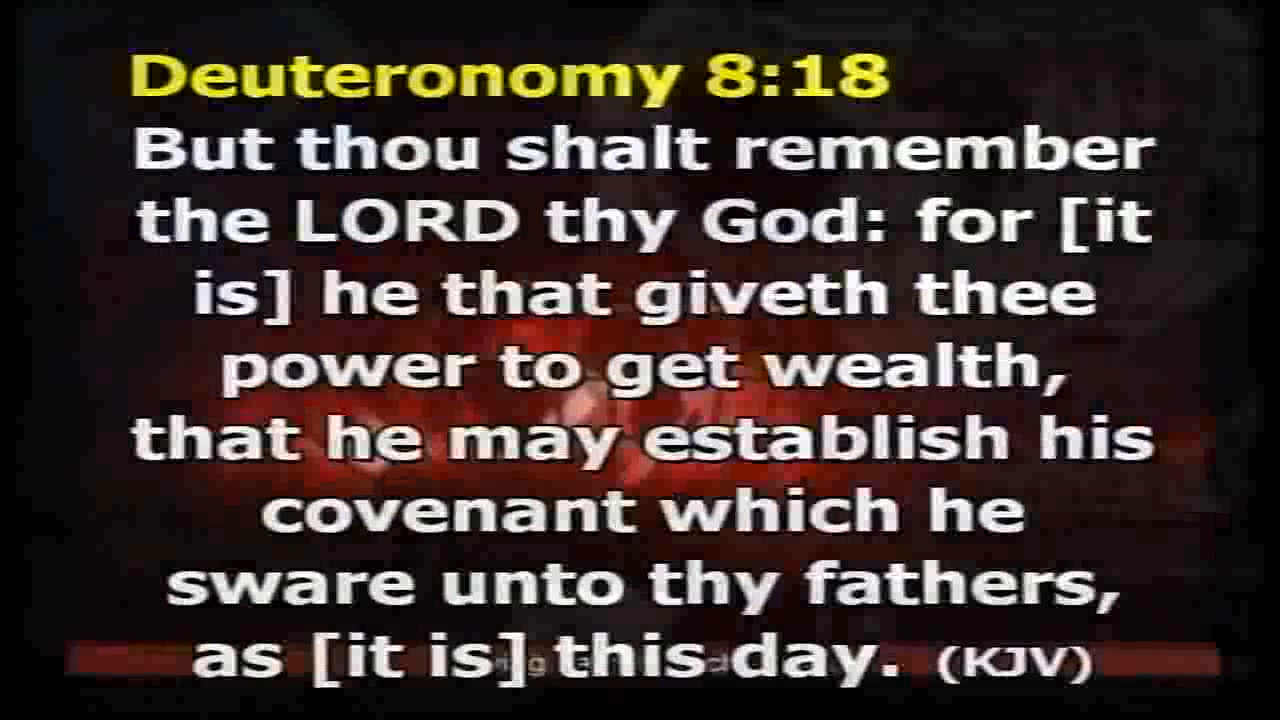 Deuteronomy 8:18
But thou shalt remember
the LORD thy God: for [it
is] he that giveth thee
power to get wealth,
that he may establish his
covenant which he
sware unto thy fathers,
as [it is] this day. (KJV)